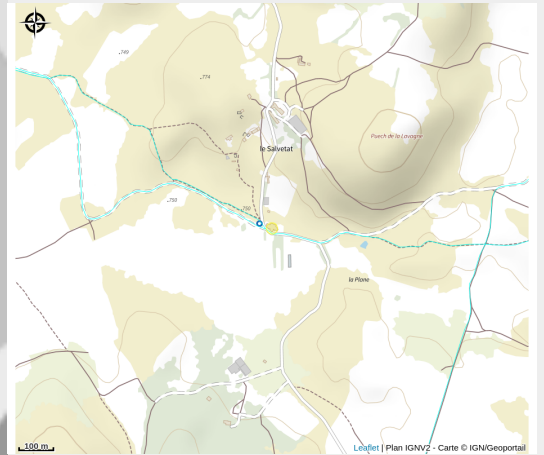 749
774
Puech de la Lavagne
le Salvetat
750
750
la Plane
100 m
Leaflet | Plan IGNV2 - Carte © IGN/Geoportail